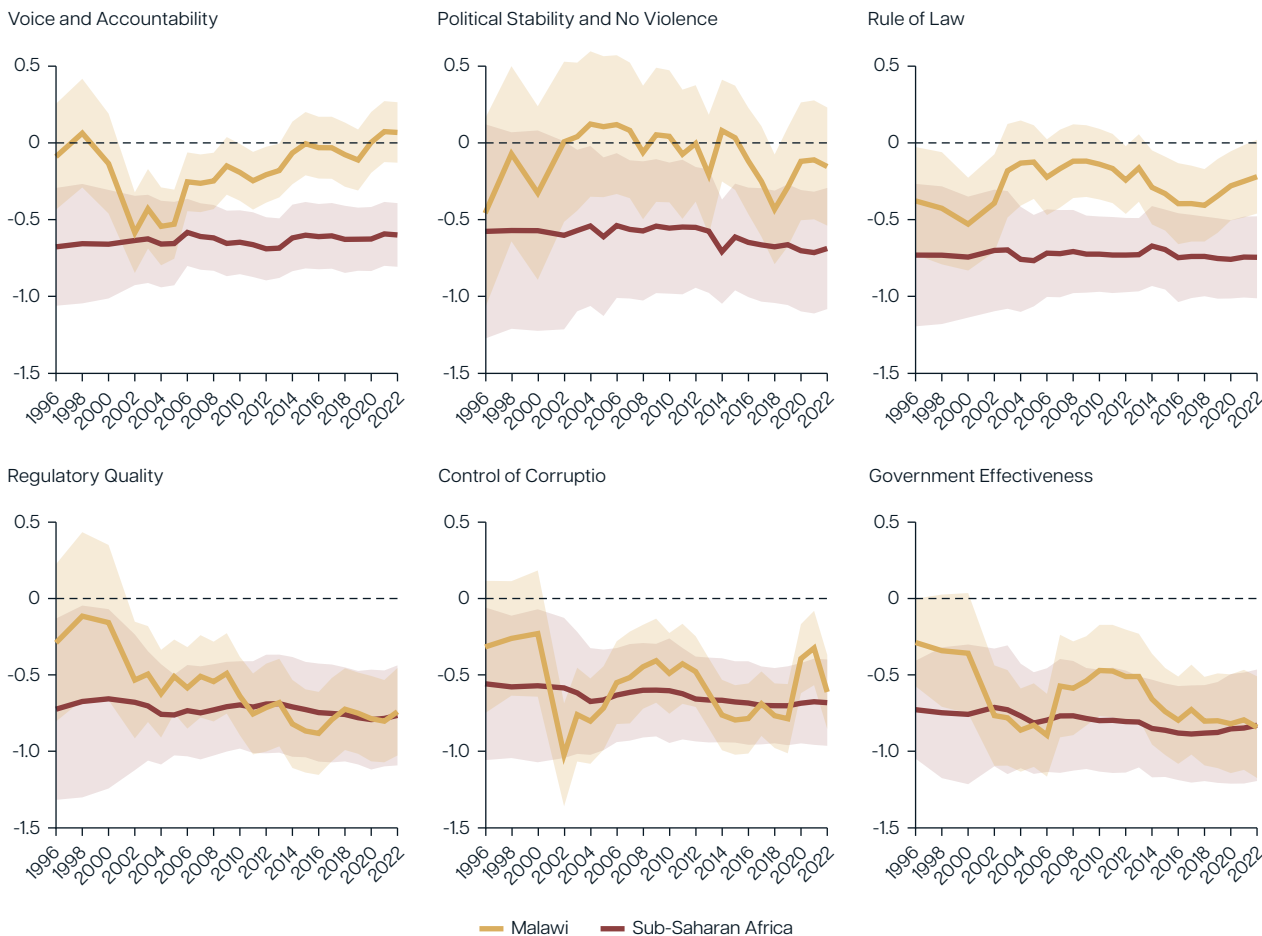 Voice and Accountability
0.5
0
-0.5
-1.0
-1.5
1996 1998 2000 2002 2004 2006 2008 2010 2012 2014 2016 2018 2020 2022
Political Stability and No Violence
0.5
0
-0.5
-1.0
-1.5
1996 1998 2000 2002 2004 2006 2008 2010 2012 2014 2016 2018 2020 2022
Rule of Law
0.5
0
-0.5
-1.0
-1.5
1996 1998 2000 2002 2004 2006 2008 2010 2012 2014 2016 2018 2020 2022
Regulatory Quality
0.5
0
-0.5
-1.0
-1.5
1996 1998 2000 2002 2004 2006 2008 2010 2012 2014 2016 2018 2020 2022
Control of Corruptio
0.5
0
-0.5
-1.0
-1.5
1996 1998 2000 2002 2004 2006 2008 2010 2012 2014 2016 2018 2020 2022
Government Effectiveness
0.5
0
-0.5
-1.0
-1.5
1996 1998 2000 2002 2004 2006 2008 2010 2012 2014 2016 2018 2020 2022
Malawi Sub-Saharan Africa